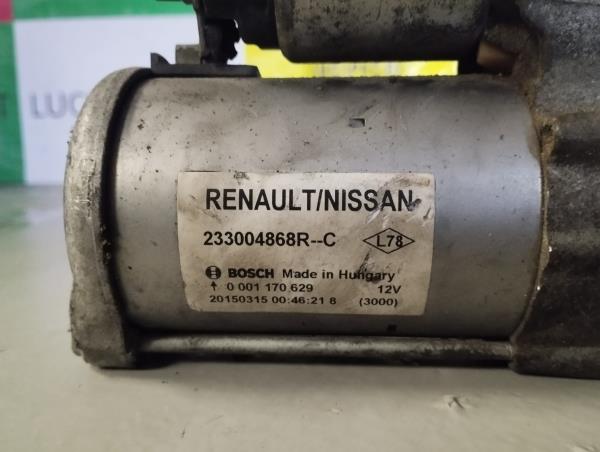 RENAULT/NISSAN
233004868R--C L78
BOSCH Made in Hungary
↑ 0 001 170 629 12V
20150315 00:46:21 8 (3000)